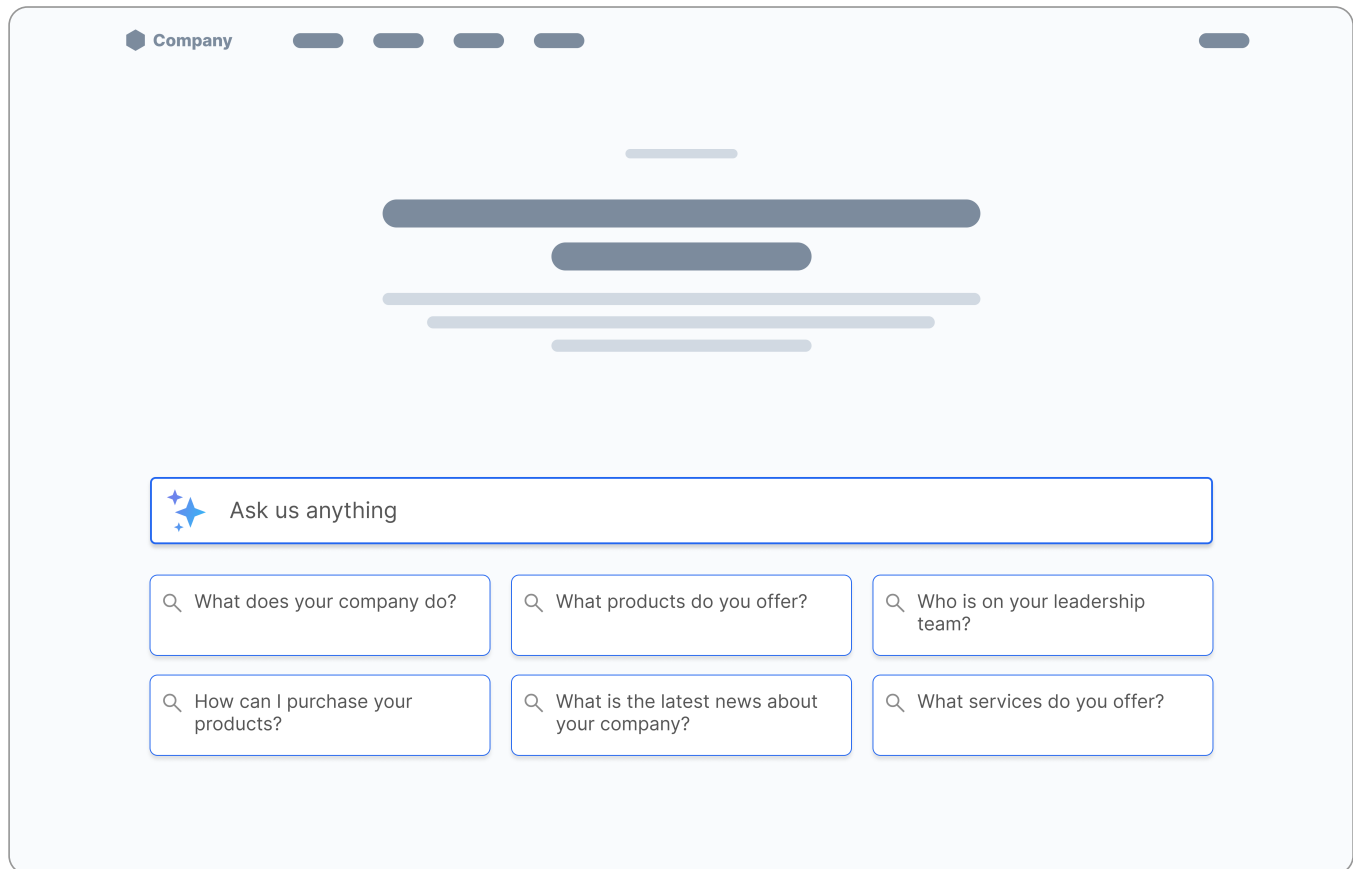 Company
Ask us anything
What does your company do?
What products do you offer?
Who is on your leadership
team?
How can I purchase your
products?
What is the latest news about
your company?
What services do you offer?